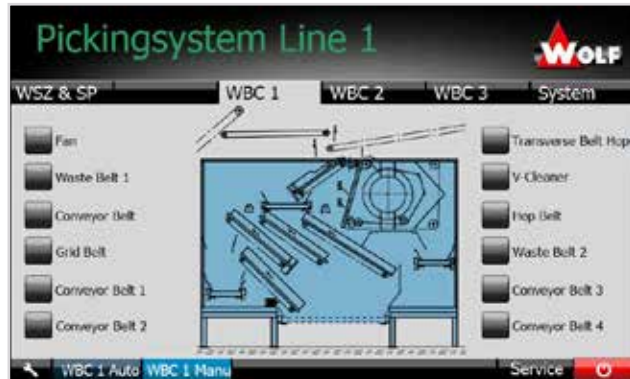 Pickingsystem Line 1
WOLF
WSZ & SP
WBC 1
WBC 2
WBC 3
System
Fan
Waste Belt 1
Conveyor Belt
Grid Belt
Conveyor Belt 1
Conveyor Belt 2
Transverse Belt Hop
V-Cleaner
Hop Belt
Waste Belt 2
Conveyor Belt 3
Conveyor Belt 4
WBC 1 Auto
WBC 1 Manu
Service